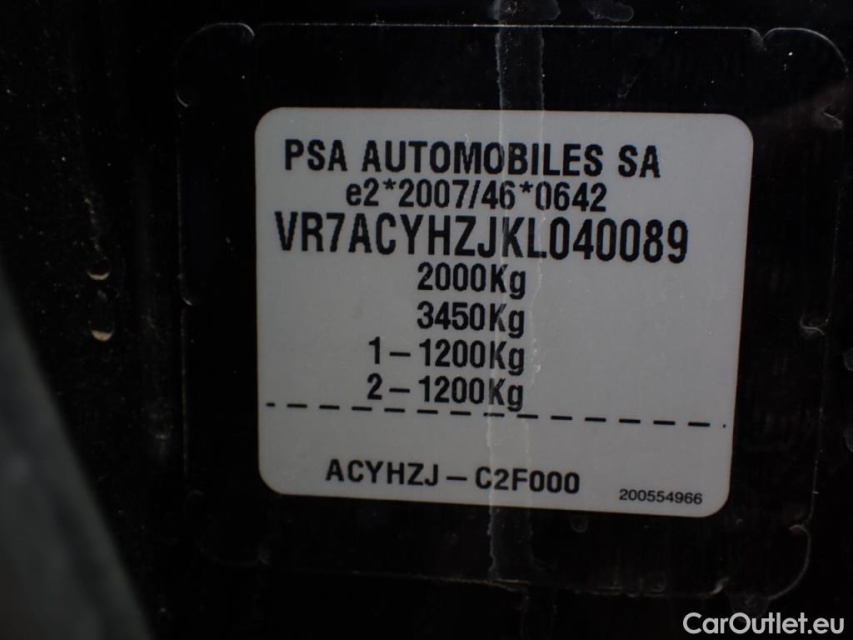 PSA AUTOMOBILES SA
e2*2007/46*0642
VR7ACYHZJKL040089
2000Kg
3450Kg
1-1200Kg
2-1200Kg
ACYHZJ-C2F000
200554966
CarOutlet.eu